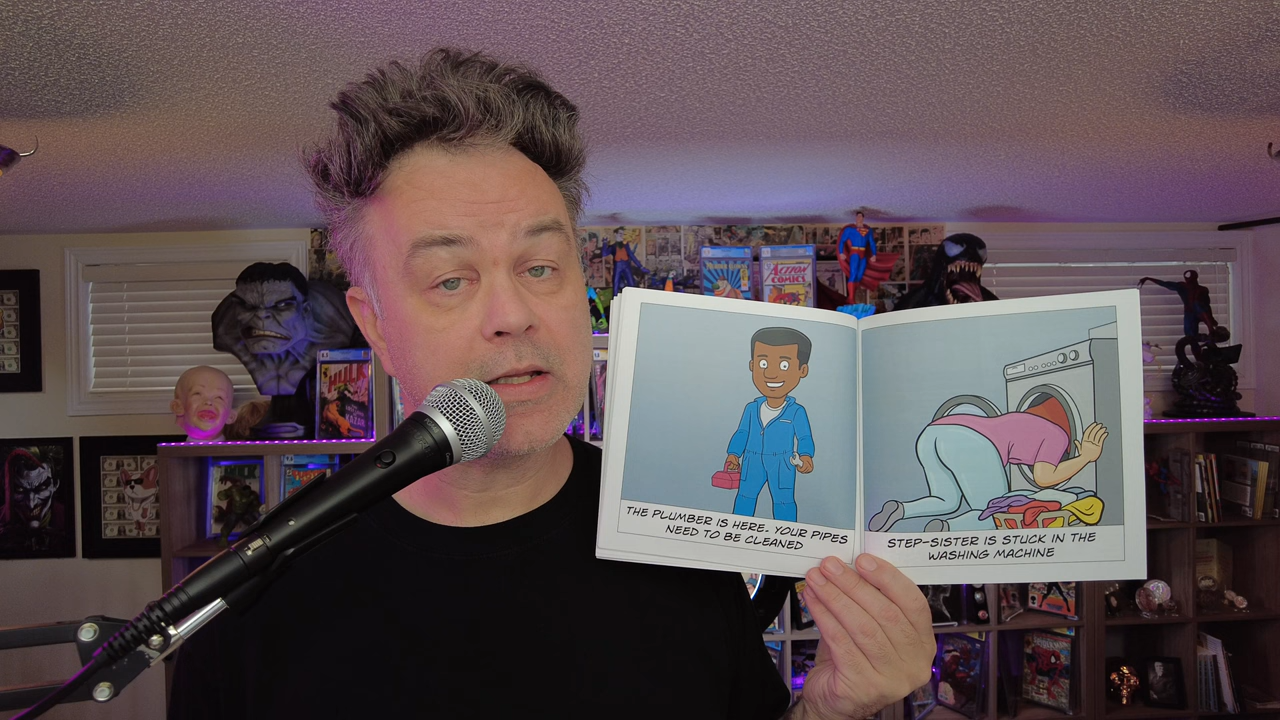 ACTION
COMICS
HULK
THE PLUMBER IS HERE. YOUR PIPES
NEED TO BE CLEANED
STEP-SISTER IS STUCK IN THE
WASHING MACHINE